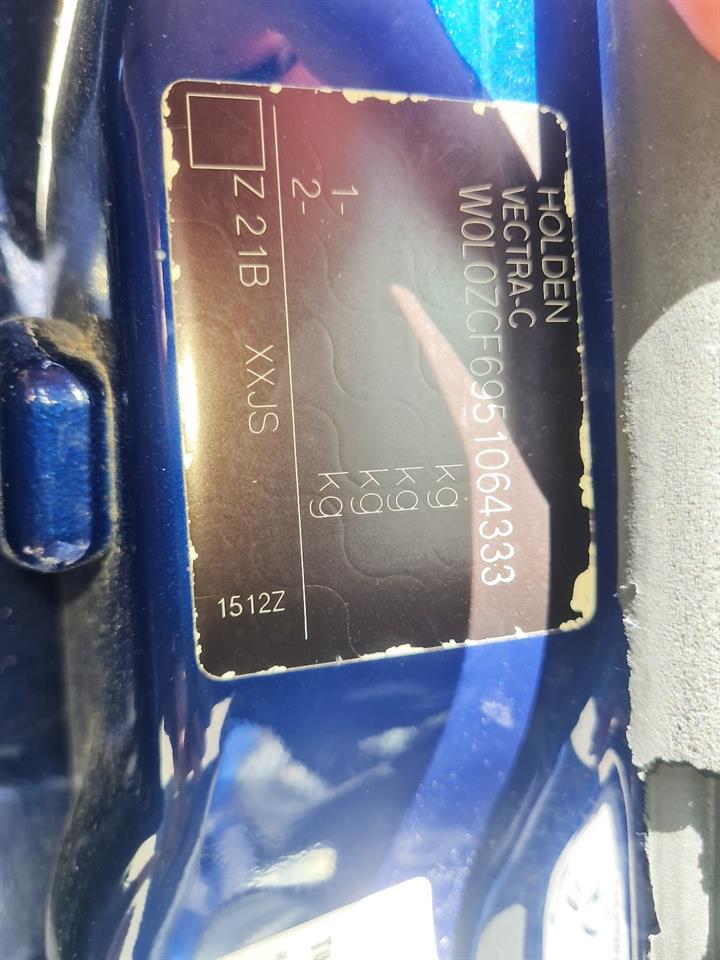 HOLDEN
VECTRA-C
W0L0ZCF6951064333
kg
kg
1- kg
2- kg
Z 21B XXJS 1512Z